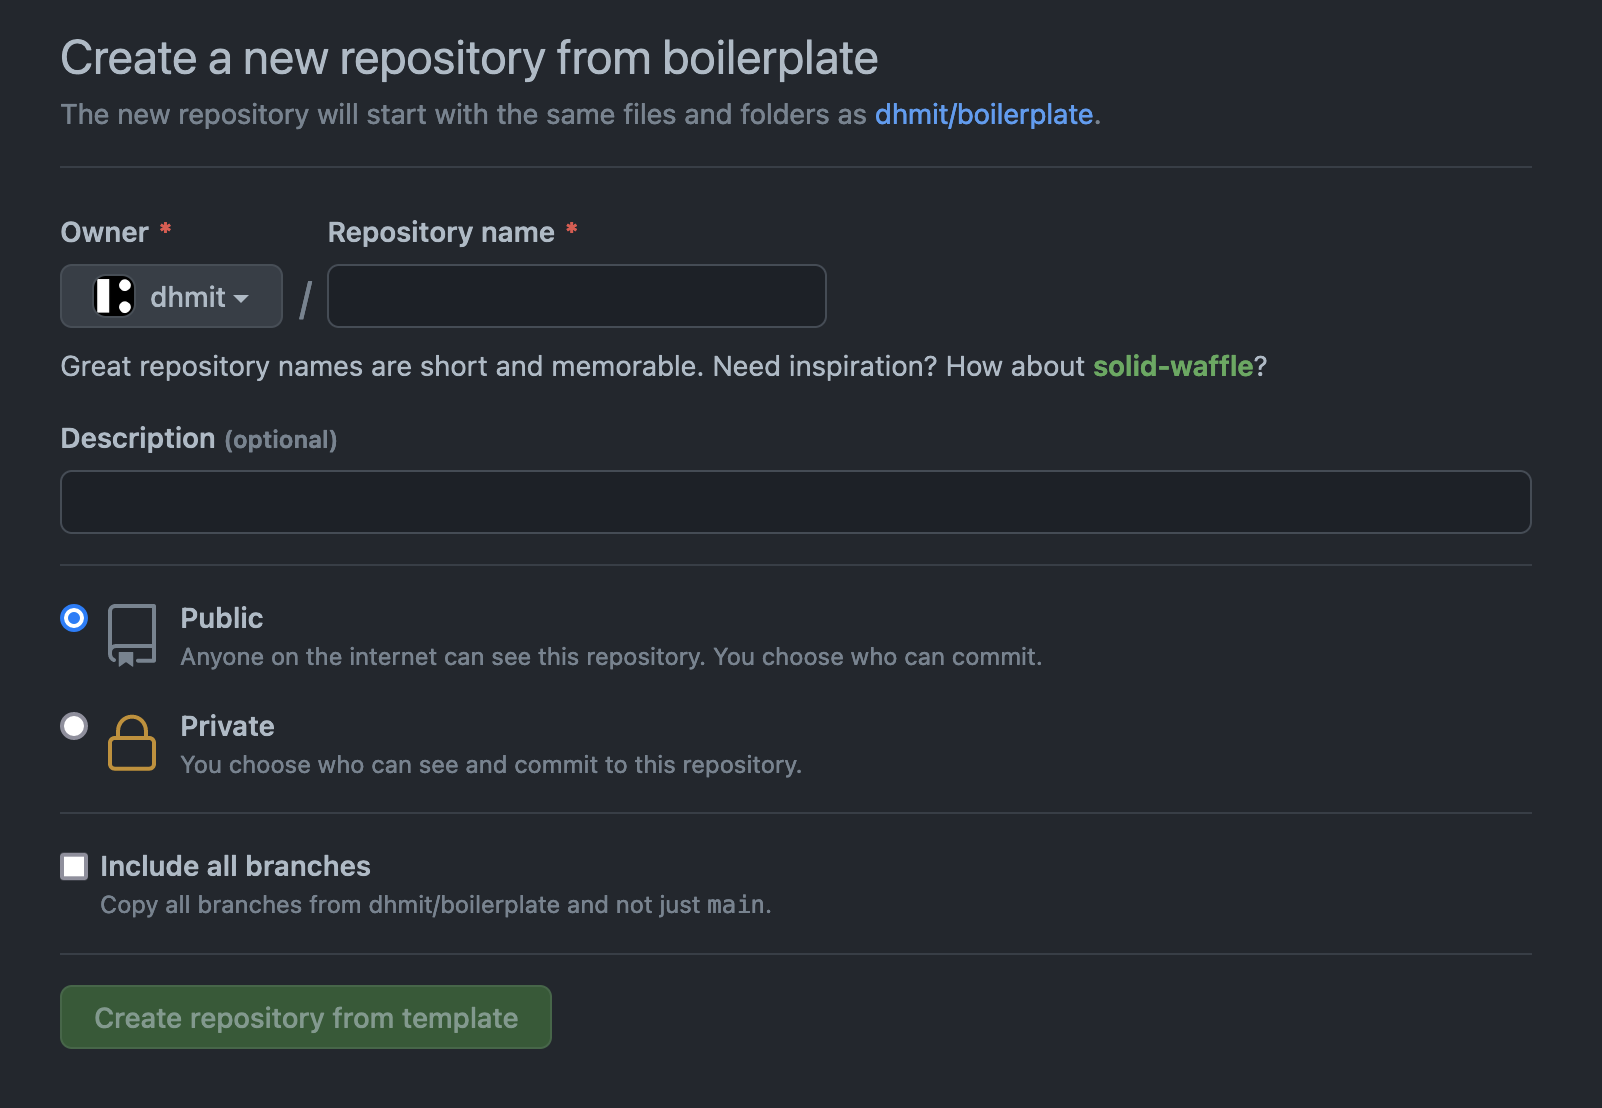 Create a new repository from boilerplate
The new repository will start with the same files and folders as dhmit/boilerplate.
Owner * Repository name *
dhmit /
Great repository names are short and memorable. Need inspiration? How about solid-waffle?
Description (optional)
Public
Anyone on the internet can see this repository. You choose who can commit.
Private
You choose who can see and commit to this repository.
Include all branches
Copy all branches from dhmit/boilerplate and not just main.
Create repository from template